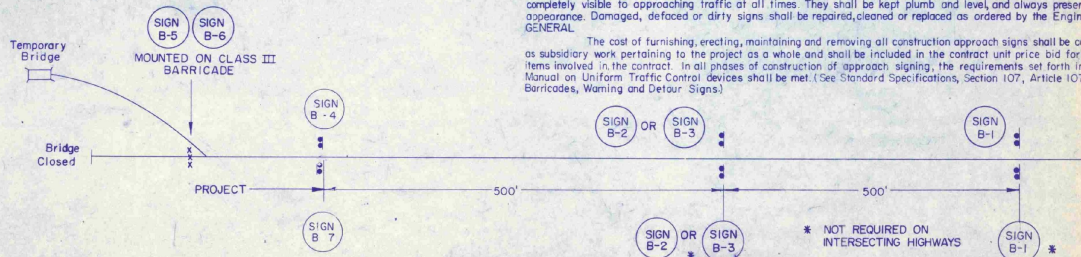 completely visible to approaching traffic at all times. They shall be kept plumb and level, and always present
appearance. Damaged, defaced or dirty signs shall be repaired, cleaned or replaced as ordered by the Engin
GENERAL
The cost of furnishing, erecting, maintaining and removing all construction approach signs shall be c
as subsidiary work pertaining to the project as a whole and shall be included in the contract unit price bid for
items invloved in the contract. In all phases of construction of approach signing, the requirements set forth in
Manual on Uniform Traffic Control devices shall be met. (See Standard Specifications, Section 107, Article 107
Barricades, Warning and Detour Signs.)
SIGN B-5
SIGN B-6
MOUNTED ON CLASS III
BARRICADE
Temporary
Bridge
SIGN B-4
SIGN B-2 OR SIGN B-3
SIGN B-1
Bridge
Closed
x
x
x
PROJECT
500'
500'
SIGN B 7
SIGN B-2 OR SIGN B-3 *
* NOT REQUIRED ON
INTERSECTING HIGHWAYS
SIGN B-1 *